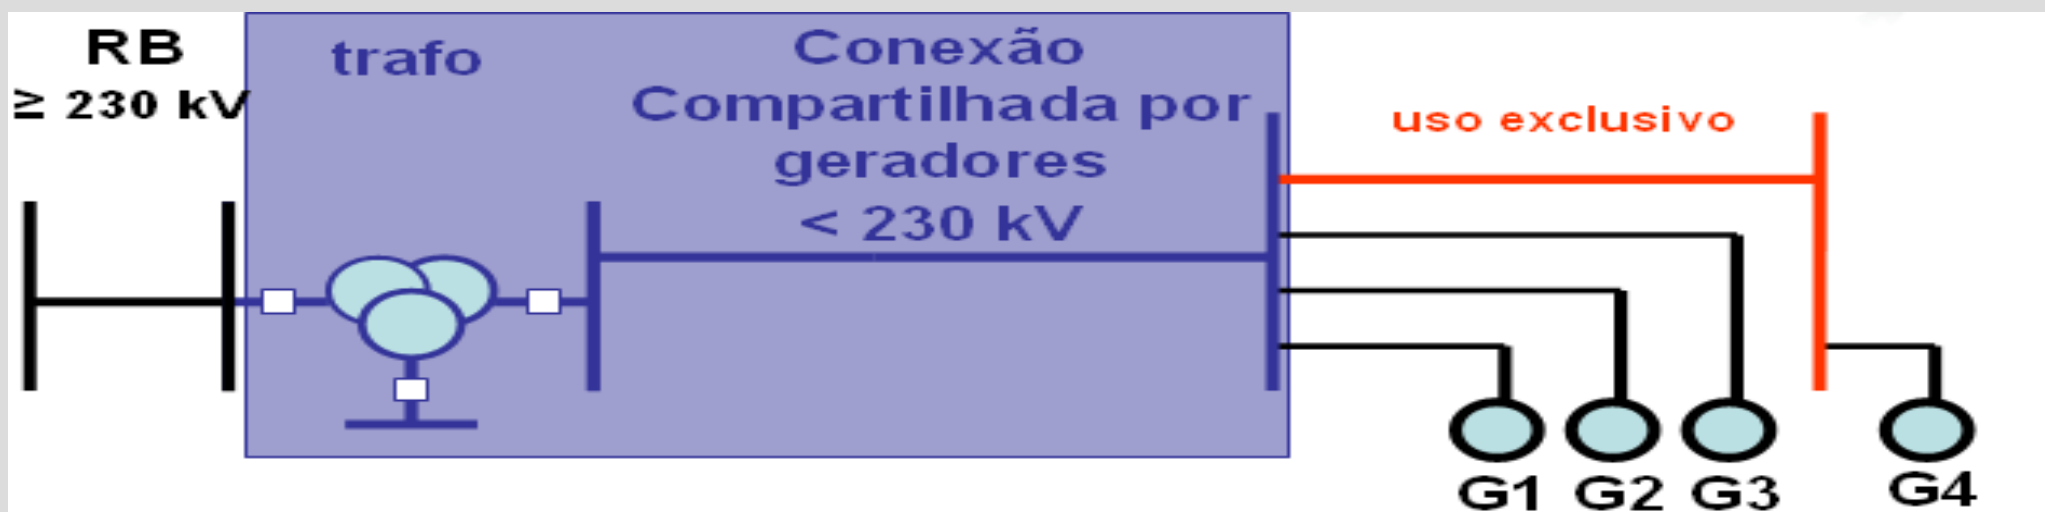 RB
≥ 230 kV
trafo
Conexão
Compartilhada por
geradores
< 230 kV
uso exclusivo
G1
G2
G3
G4